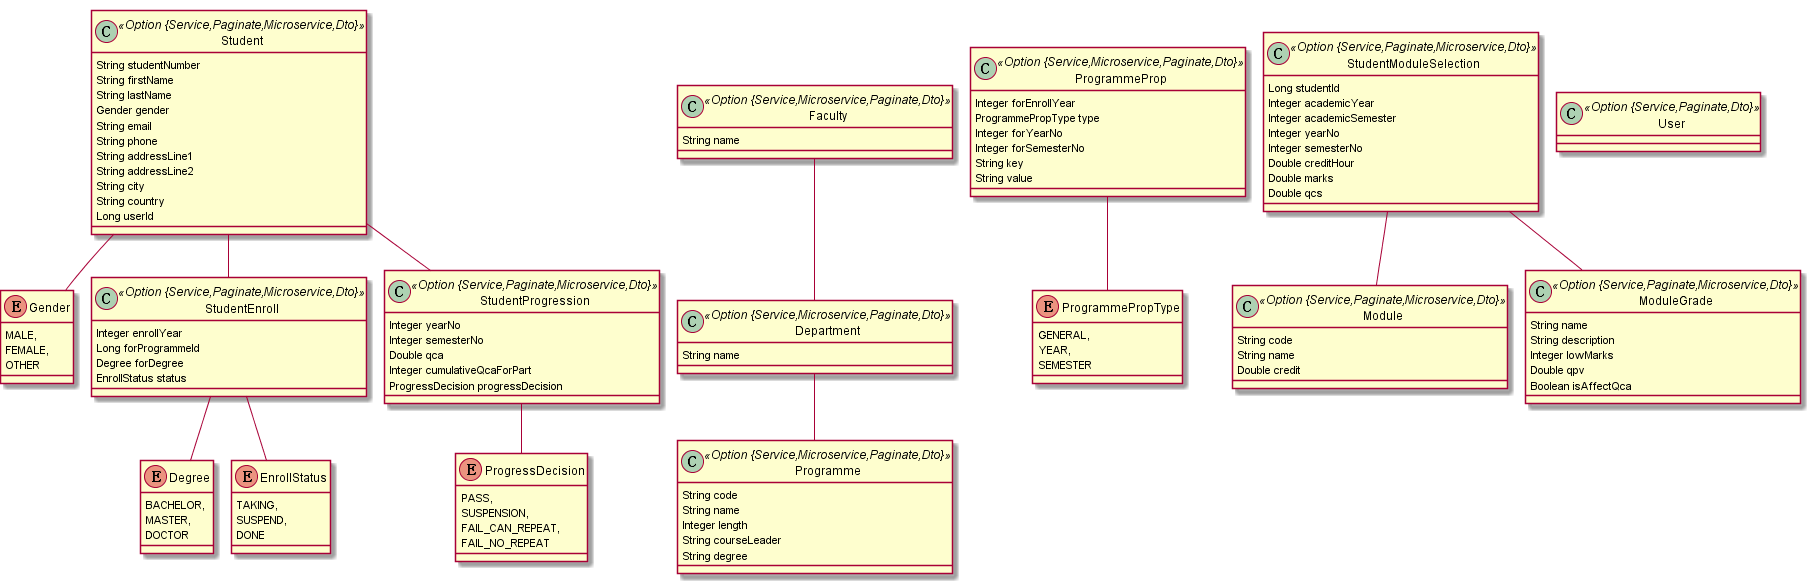 C «Option {Service,Paginate,Microservice,Dto}»
Student
String studentNumber
String firstName
String lastName
Gender gender
String email
String phone
String addressLine1
String addressLine2
String city
String country
Long userId
E Gender
MALE,
FEMALE,
OTHER
C «Option {Service,Paginate,Microservice,Dto}»
StudentEnroll
Integer enrollYear
Long forProgrammeId
Degree forDegree
EnrollStatus status
E Degree
BACHELOR,
MASTER,
DOCTOR
E EnrollStatus
TAKING,
SUSPEND,
DONE
C «Option {Service,Paginate,Microservice,Dto}»
StudentProgression
Integer yearNo
Integer semesterNo
Double qca
Integer cumulativeQcaForPart
ProgressDecision progressDecision
E ProgressDecision
PASS,
SUSPENSION,
FAIL_CAN_REPEAT,
FAIL_NO_REPEAT
C «Option {Service,Microservice,Paginate,Dto}»
Faculty
String name
C «Option {Service,Microservice,Paginate,Dto}»
Department
String name
C «Option {Service,Microservice,Paginate,Dto}»
Programme
String code
String name
Integer length
String courseLeader
String degree
C «Option {Service,Microservice,Paginate,Dto}»
ProgrammeProp
Integer forEnrollYear
ProgrammePropType type
Integer forYearNo
Integer forSemesterNo
String key
String value
E ProgrammePropType
GENERAL,
YEAR,
SEMESTER
C «Option {Service,Paginate,Microservice,Dto}»
StudentModuleSelection
Long studentId
Integer academicYear
Integer academicSemester
Integer yearNo
Integer semesterNo
Double creditHour
Double marks
Double qcs
C «Option {Service,Paginate,Microservice,Dto}»
Module
String code
String name
Double credit
C «Option {Service,Paginate,Microservice,Dto}»
ModuleGrade
String name
String description
Integer lowMarks
Double qpv
Boolean isAffectQca
C «Option {Service,Paginate,Dto}»
User